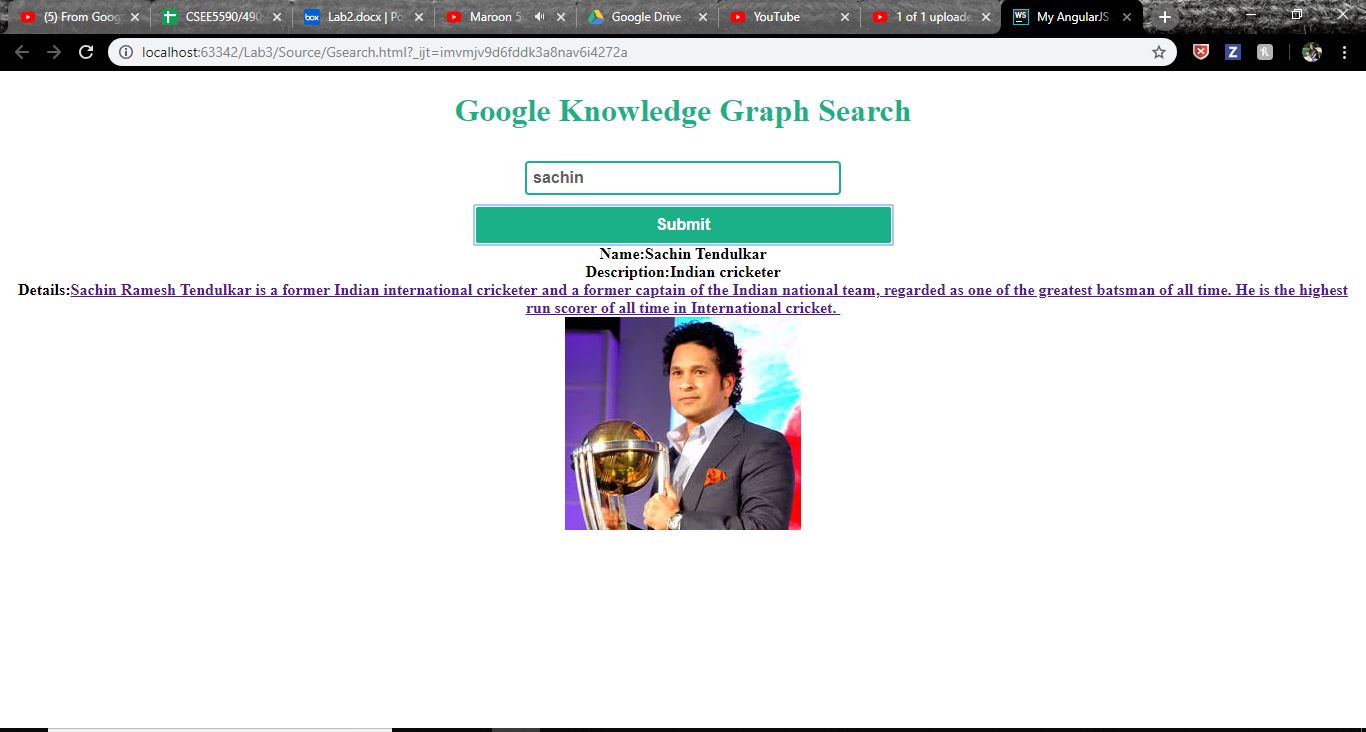 (5) From Goog
CSEE5590/490
box
Lab2.docx | Po
Maroon 5
Google Drive
YouTube
1 of 1 uploade
WS
My AngularJS
localhost:63342/Lab3/Source/Gsearch.html?_ijt=imvmjv9d6fddk3a8nav6i4272a
Z
Google Knowledge Graph Search
sachin
Submit
Name:Sachin Tendulkar
Description:Indian cricketer
Details:Sachin Ramesh Tendulkar is a former Indian international cricketer and a former captain of the Indian national team, regarded as one of the greatest batsman of all time. He is the highest
run scorer of all time in International cricket.